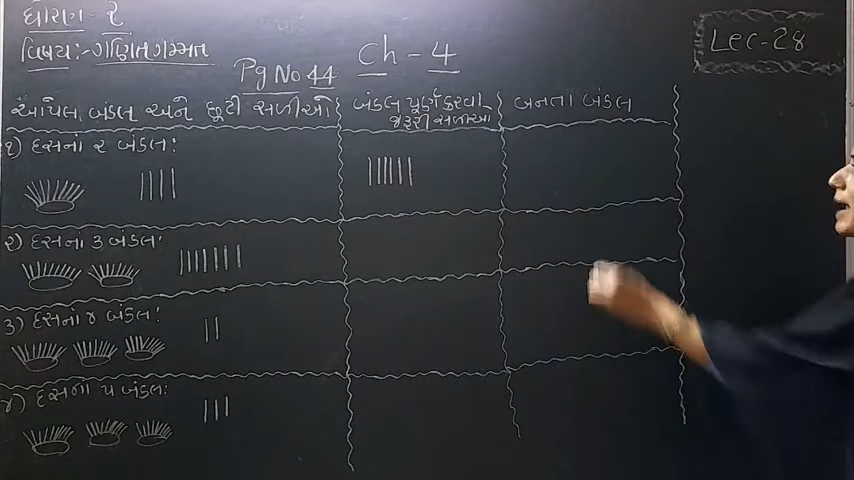 ધોરણ - ૨
વિષય:- ગણિતગમ્મત
Ch - 4
Lec-28
Pg No 44
આપેલ બંડલ અને છૂટી સળીઓ
બંડલ પૂર્ણ કરવા
જરૂરી સળીઓ
બનતા બંડલ
૧) દસનાં ૨ બંડલ:
૨) દસનાં ૩ બંડલ:
૩) દસનાં ૪ બંડલ:
૪) દસના ૫ બંડલ: